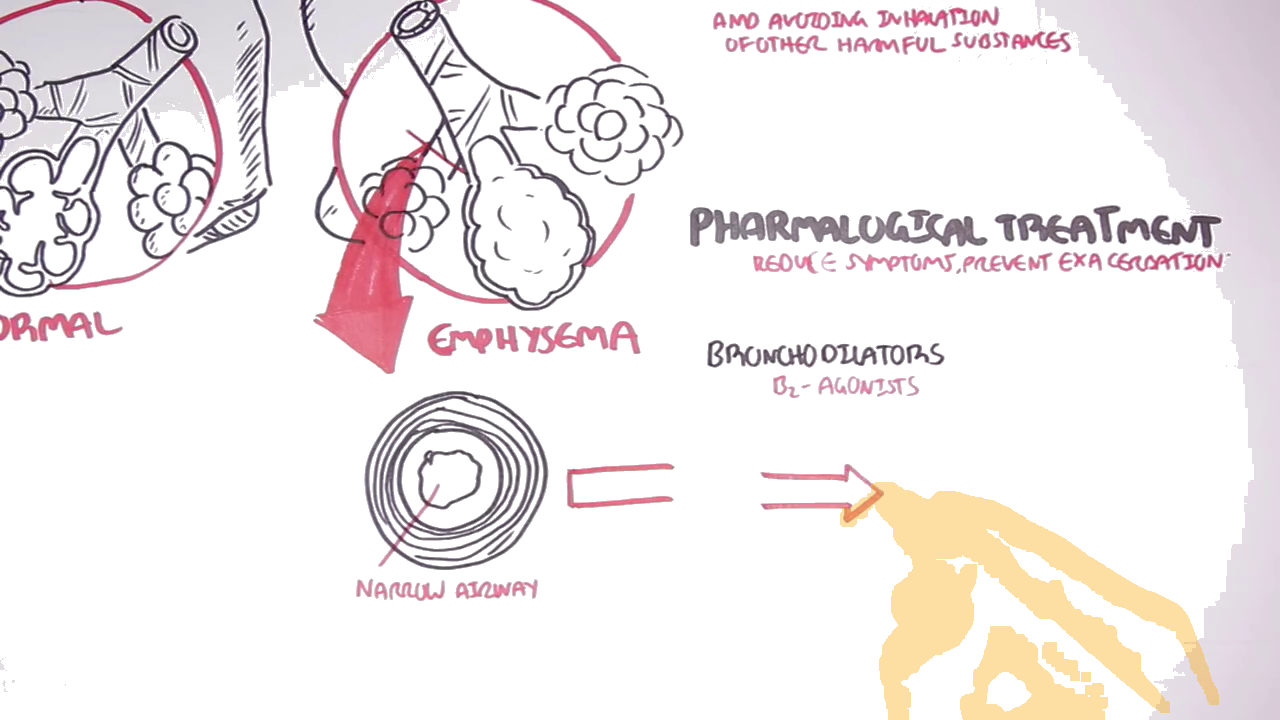 AND AVOIDING INHALATION
OF OTHER HARMFUL SUBSTANCES
PHARMALOGICAL TREATMENT
REDUCE SYMPTOMS, PREVENT EXACERBATION
ORMAL
EMPHYSEMA
BRONCHODILATORS
B2-AGONISTS
NARROW AIRWAY